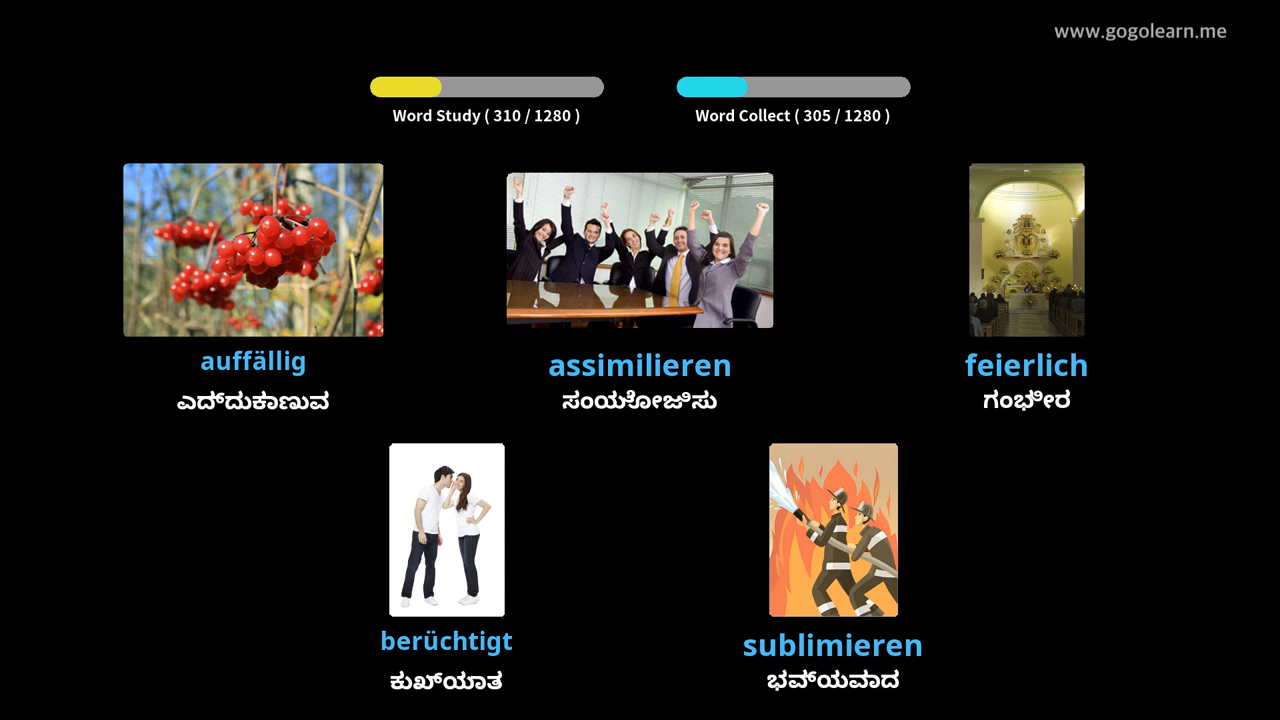 www.gogolearn.me
Word Study ( 310 / 1280 )
Word Collect ( 305 / 1280 )
auffällig
ಎದ್ದುಕಾಣುವ
assimilieren
ಸಂಯೋಜಿಸು
feierlich
ಗಂಭೀರ
berüchtigt
ಕುಖ್ಯಾತ
sublimieren
ಭವ್ಯವಾದ